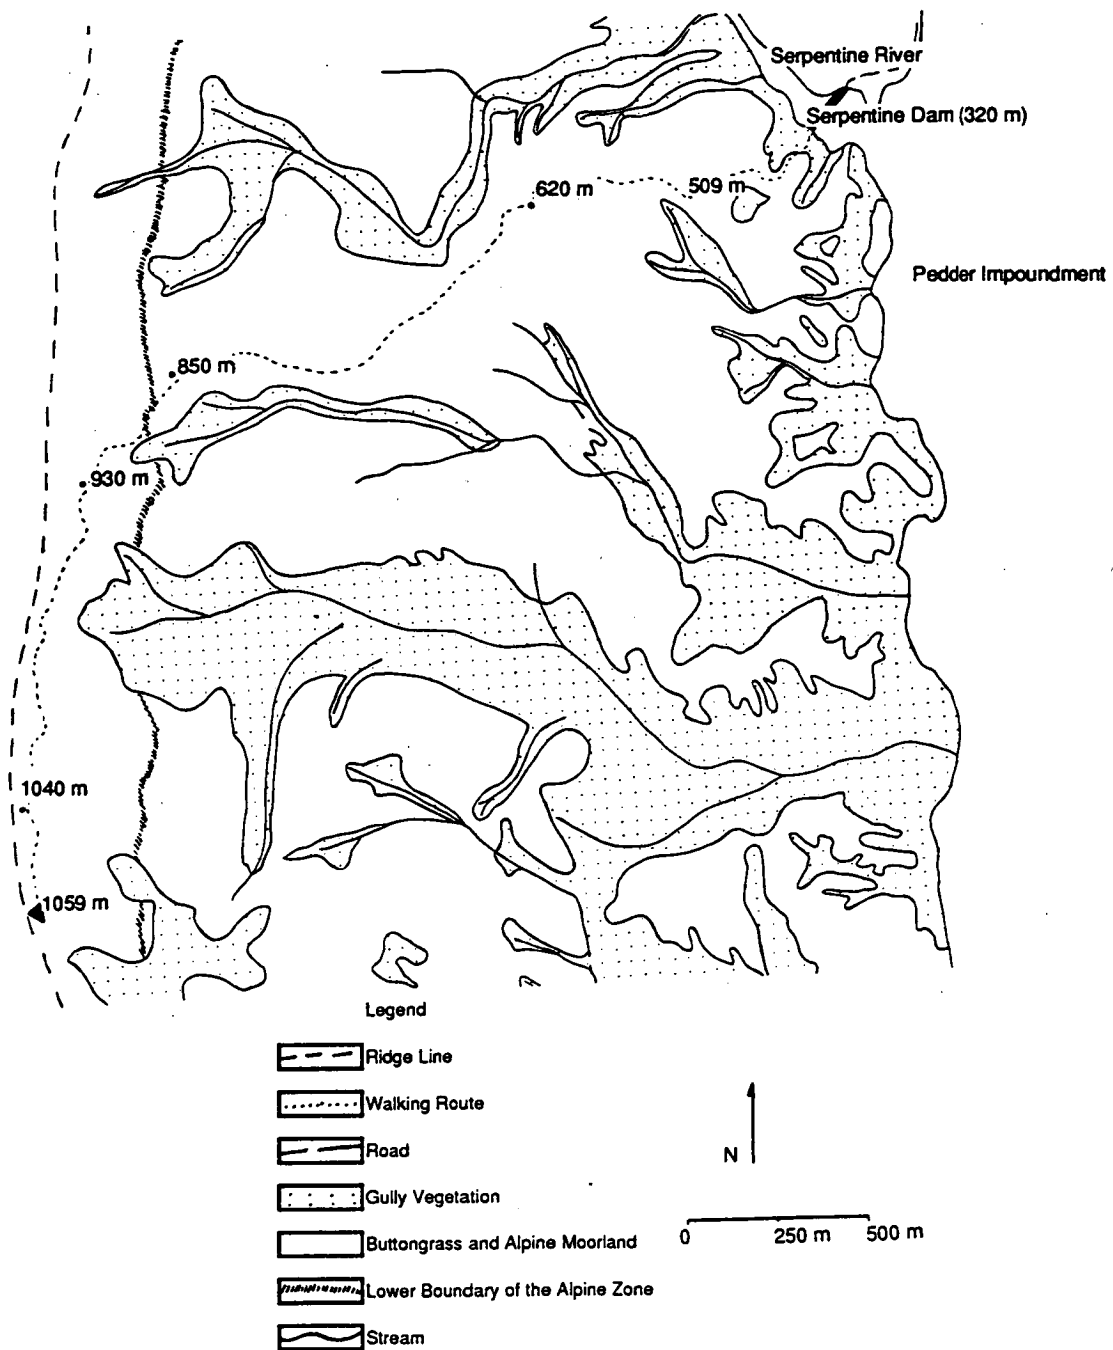 Serpentine River
Serpentine Dam (320 m)
620 m
509 m
Pedder Impoundment
850 m
930 m
1040 m
1059 m
Legend
Ridge Line
Walking Route
Road
Gully Vegetation
Buttongrass and Alpine Moorland
Lower Boundary of the Alpine Zone
Stream
N
0 250 m 500 m